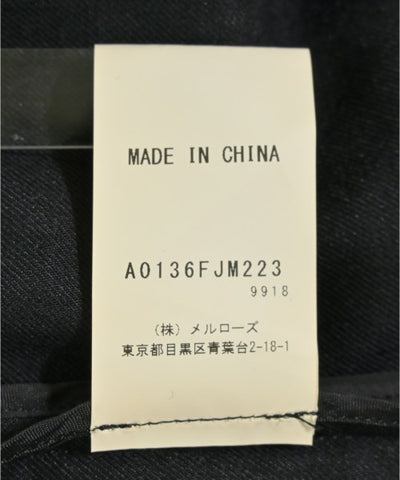 MADE IN CHINA
A0136FJM223
9918
(株) メルローズ
東京都目黒区青葉台2-18-1